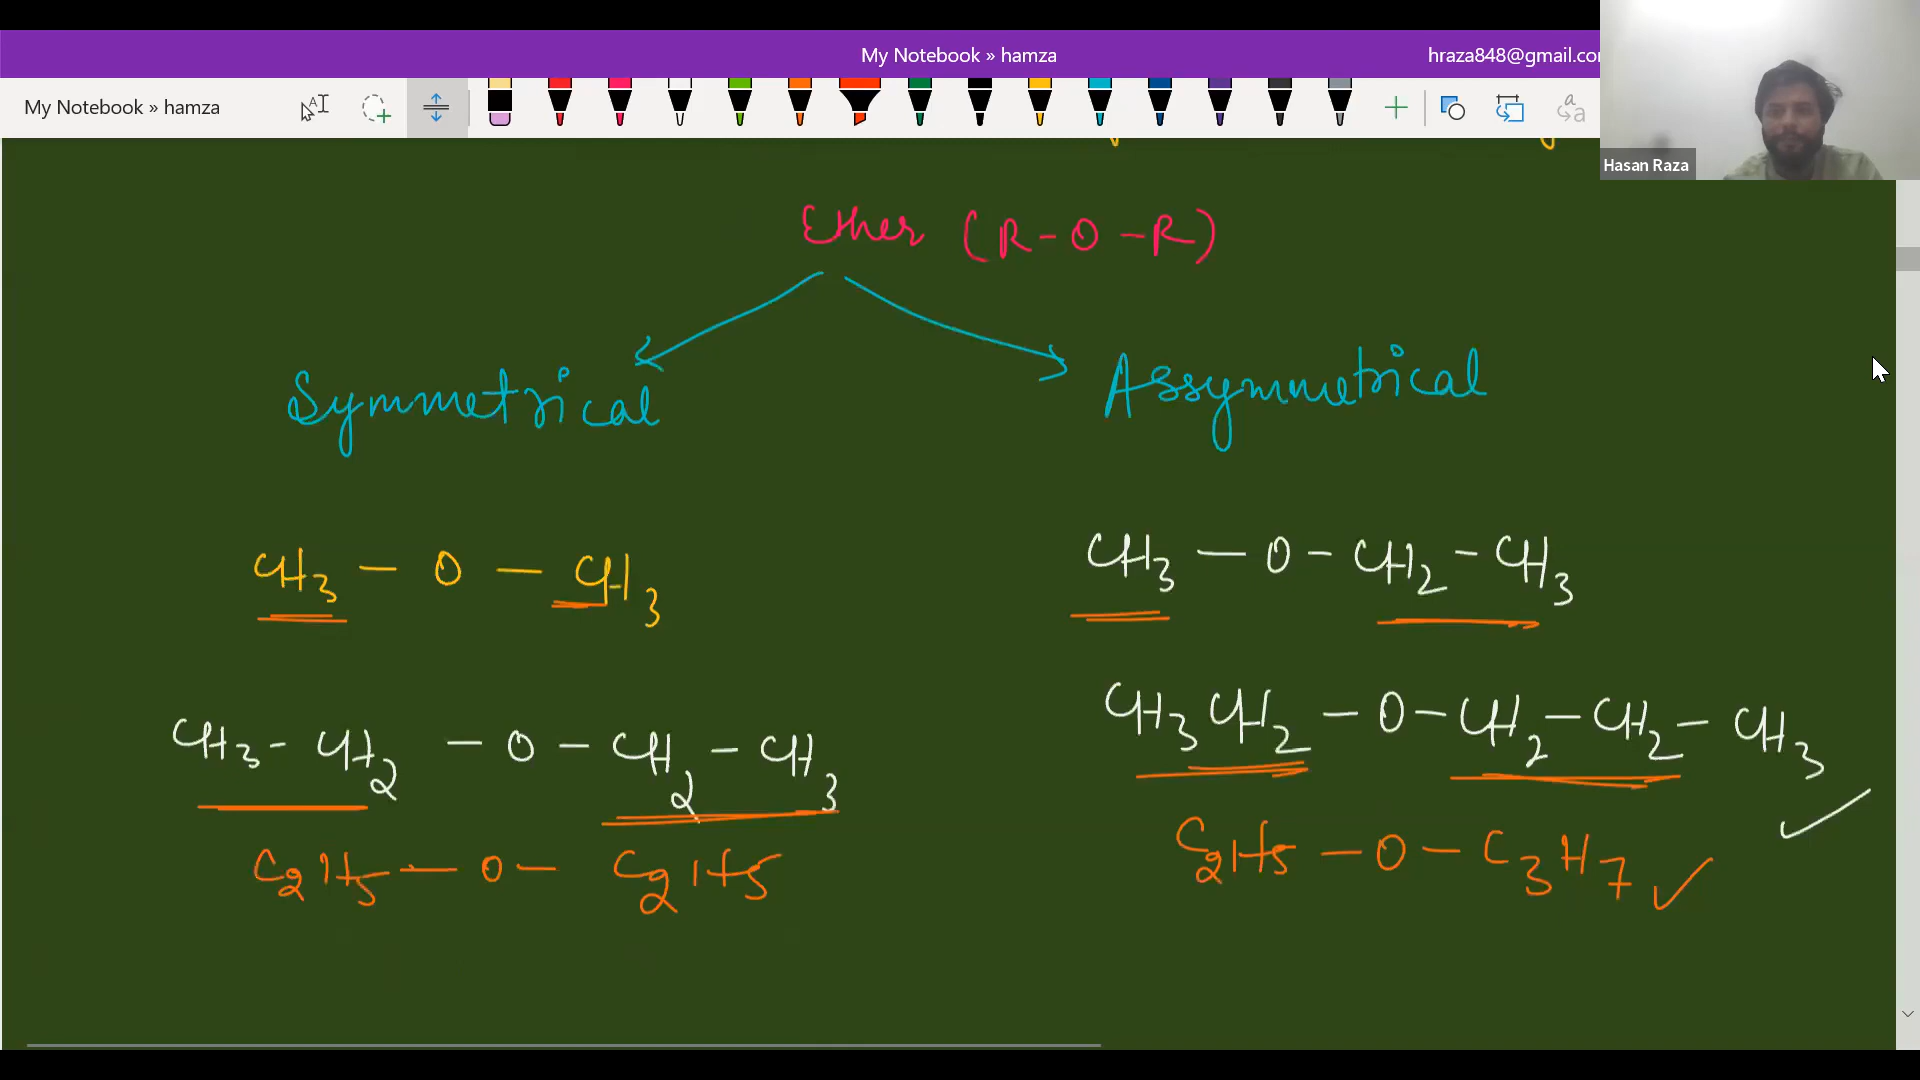 My Notebook » hamza
hraza848@gmail.co
My Notebook » hamza
Hasan Raza
Ether (R-O-R)
Symmetrical
Assymmetrical
CH3 — O — CH3
CH3 — O — CH2 — CH3
CH3 - CH2 — O — CH2 — CH3
CH3CH2 — O — CH2 — CH2 — CH3
C2H5 — O — C2H5
C2H5 — O — C3H7